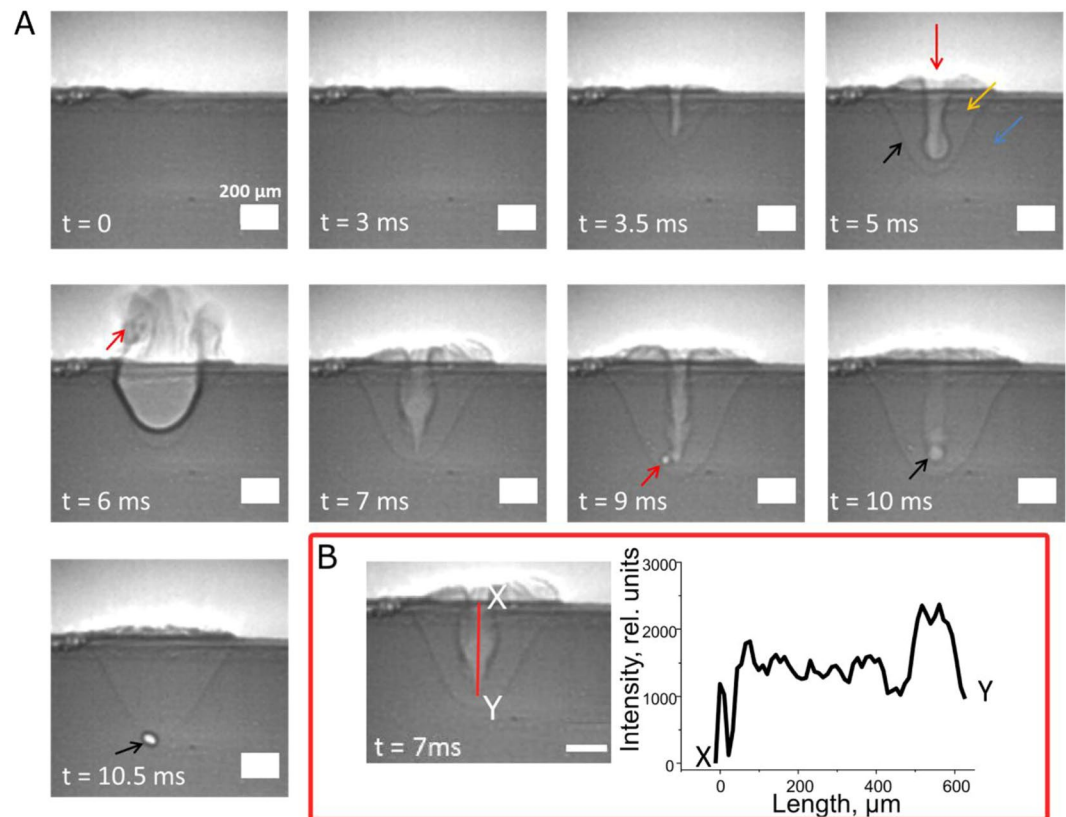 A
200 µm
t = 0
t = 3 ms
t = 3.5 ms
t = 5 ms
t = 6 ms
t = 7 ms
t = 9 ms
t = 10 ms
t = 10.5 ms
B
X
Y
t = 7ms
Intensity, rel. units
3000
2000
1000
0
X
Y
0
200
400
600
Length, µm